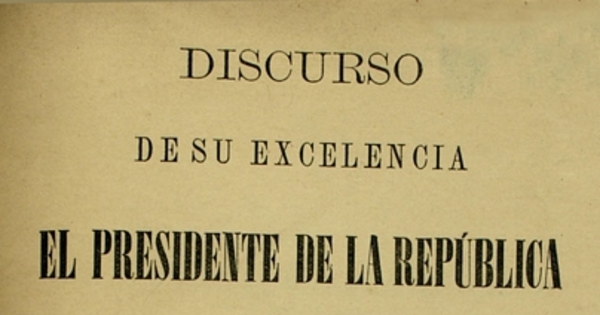 DISCURSO
DE SU EXCELENCIA
EL PRESIDENTE DE LA REPÚBLICA